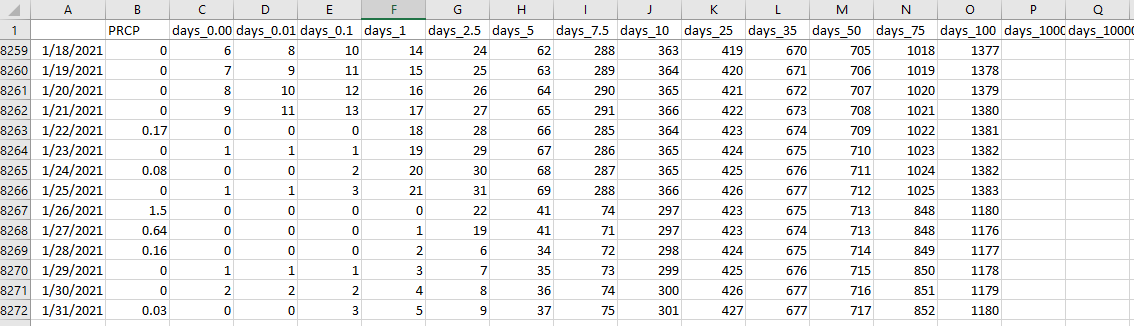 A B C D E F G H I J K L M N O P Q
1 PRCP days_0.00 days_0.01 days_0.1 days_1 days_2.5 days_5 days_7.5 days_10 days_25 days_35 days_50 days_75 days_100 days_1000 days_10000
8259 1/18/2021 0 6 8 10 14 24 62 288 363 419 670 705 1018 1377
8260 1/19/2021 0 7 9 11 15 25 63 289 364 420 671 706 1019 1378
8261 1/20/2021 0 8 10 12 16 26 64 290 365 421 672 707 1020 1379
8262 1/21/2021 0 9 11 13 17 27 65 291 366 422 673 708 1021 1380
8263 1/22/2021 0.17 0 0 0 18 28 66 285 364 423 674 709 1022 1381
8264 1/23/2021 0 1 1 1 19 29 67 286 365 424 675 710 1023 1382
8265 1/24/2021 0.08 0 0 2 20 30 68 287 365 425 676 711 1024 1382
8266 1/25/2021 0 1 1 3 21 31 69 288 366 426 677 712 1025 1383
8267 1/26/2021 1.5 0 0 0 0 22 41 74 297 423 675 713 848 1180
8268 1/27/2021 0.64 0 0 0 1 19 41 71 297 423 674 713 848 1176
8269 1/28/2021 0.16 0 0 0 2 6 34 72 298 424 675 714 849 1177
8270 1/29/2021 0 1 1 1 3 7 35 73 299 425 676 715 850 1178
8271 1/30/2021 0 2 2 2 4 8 36 74 300 426 677 716 851 1179
8272 1/31/2021 0.03 0 0 3 5 9 37 75 301 427 677 717 852 1180